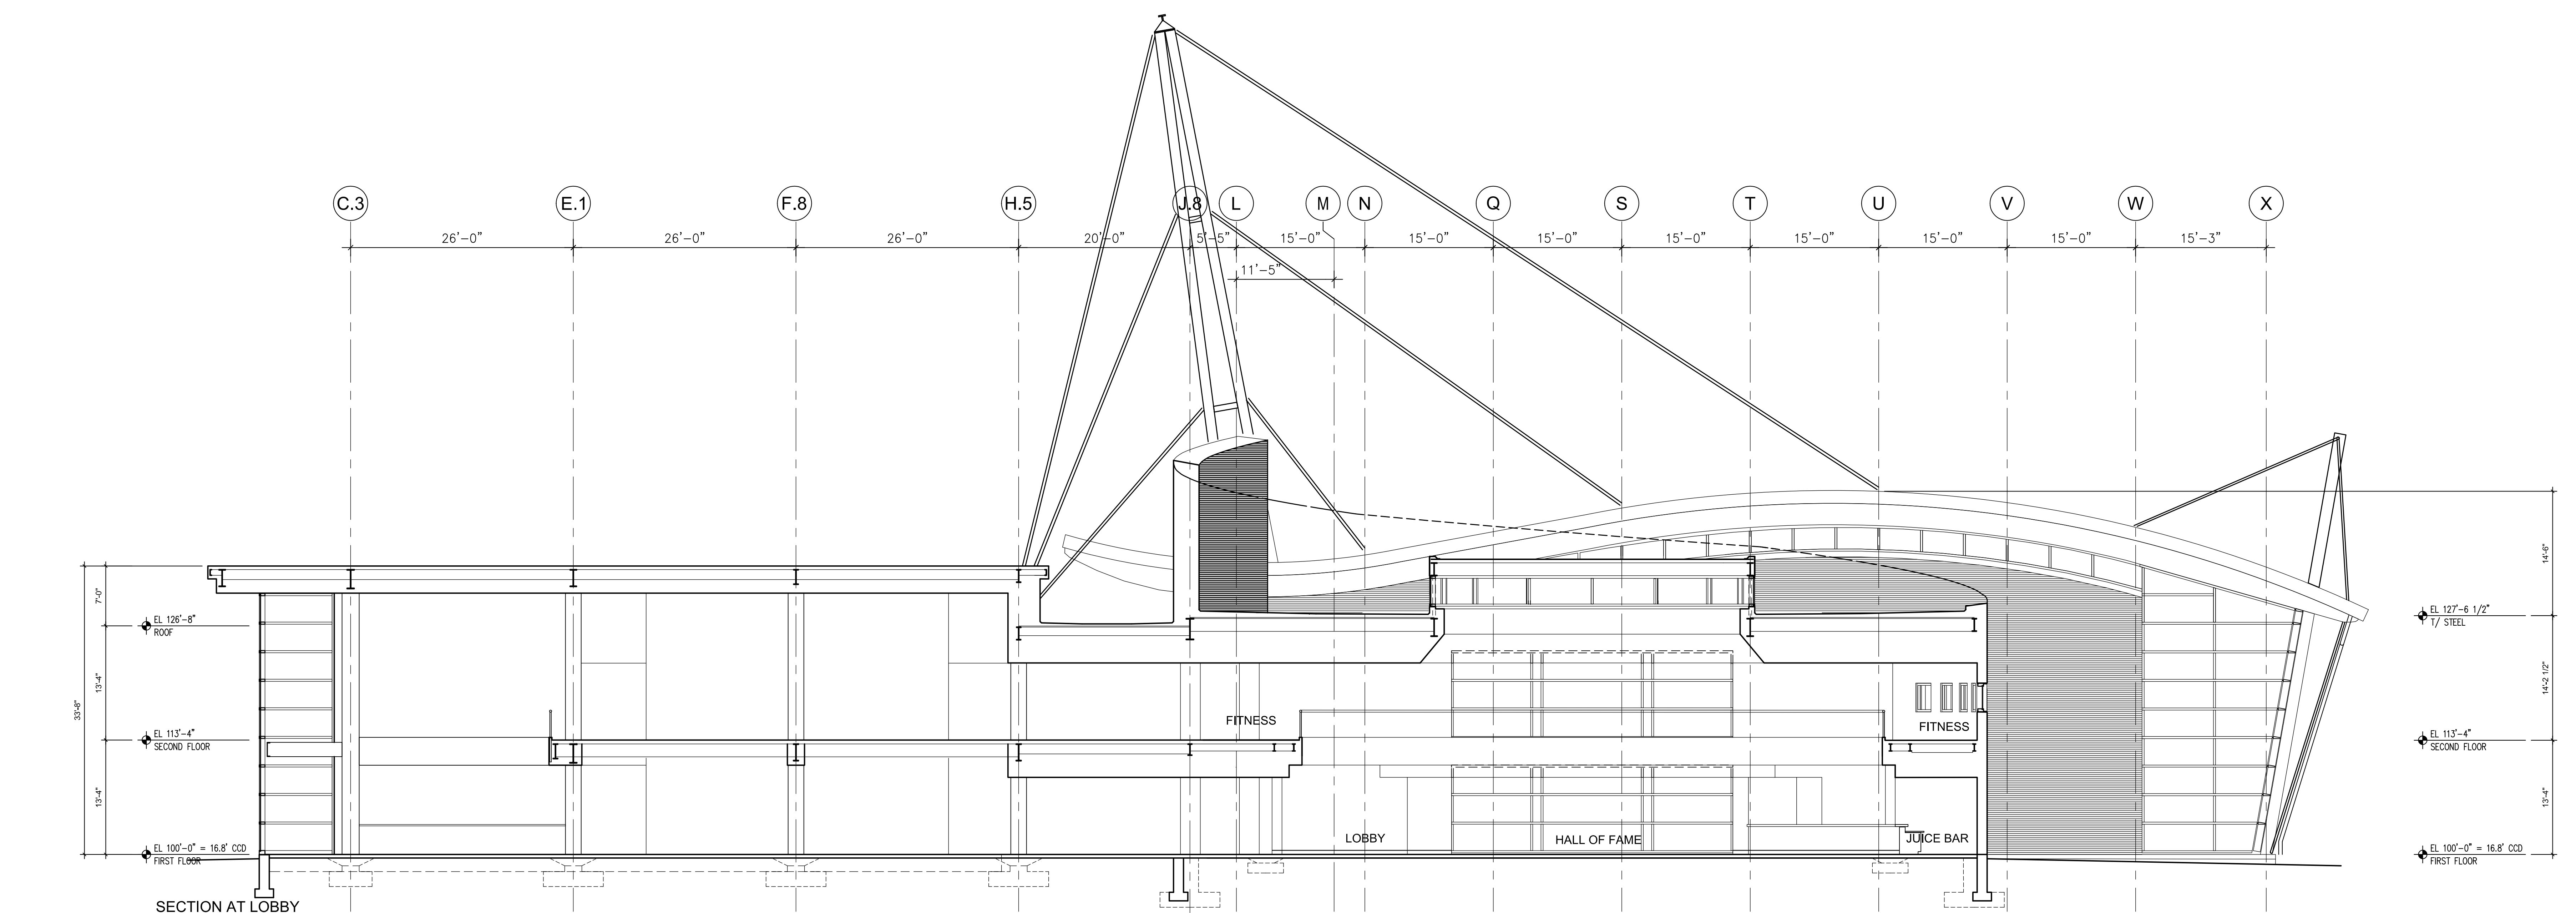 C.3 E.1 F.8 H.5 J.8 L M N Q S T U V W X
26'-0" 26'-0" 26'-0" 20'-0" 5'-5" 15'-0" 15'-0" 15'-0" 15'-0" 15'-0" 15'-0" 15'-0" 15'-3"
11'-5"
33'-8"
7'-0"
13'-4"
13'-4"
EL 126'-8"
ROOF
EL 113'-4"
SECOND FLOOR
EL 100'-0" = 16.8' CCD
FIRST FLOOR
FITNESS
FITNESS
LOBBY
HALL OF FAME
JUICE BAR
EL 127'-6 1/2"
T/ STEEL
EL 113'-4"
SECOND FLOOR
EL 100'-0" = 16.8' CCD
FIRST FLOOR
14'-6"
14'-2 1/2"
13'-4"
SECTION AT LOBBY